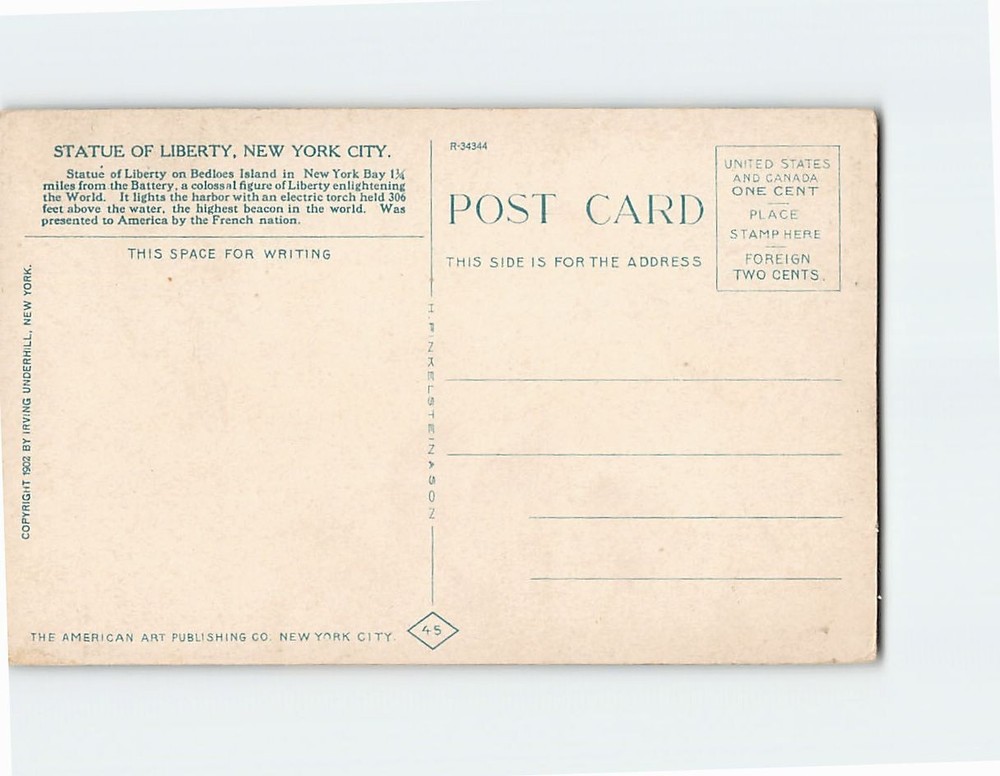 STATUE OF LIBERTY, NEW YORK CITY.
Statue of Liberty on Bedloes Island in New York Bay 1¾
miles from the Battery, a colossal figure of Liberty enlightening
the World. It lights the harbor with an electric torch held 306
feet above the water, the highest beacon in the world. Was
presented to America by the French nation.
THIS SPACE FOR WRITING
COPYRIGHT 1902 BY IRVING UNDERHILL, NEW YORK.
THE AMERICAN ART PUBLISHING CO. NEW YORK CITY.
H. FINKELSTEIN & SON
45
R-34344
POST CARD
THIS SIDE IS FOR THE ADDRESS
UNITED STATES
AND CANADA
ONE CENT
PLACE
STAMP HERE
FOREIGN
TWO CENTS.